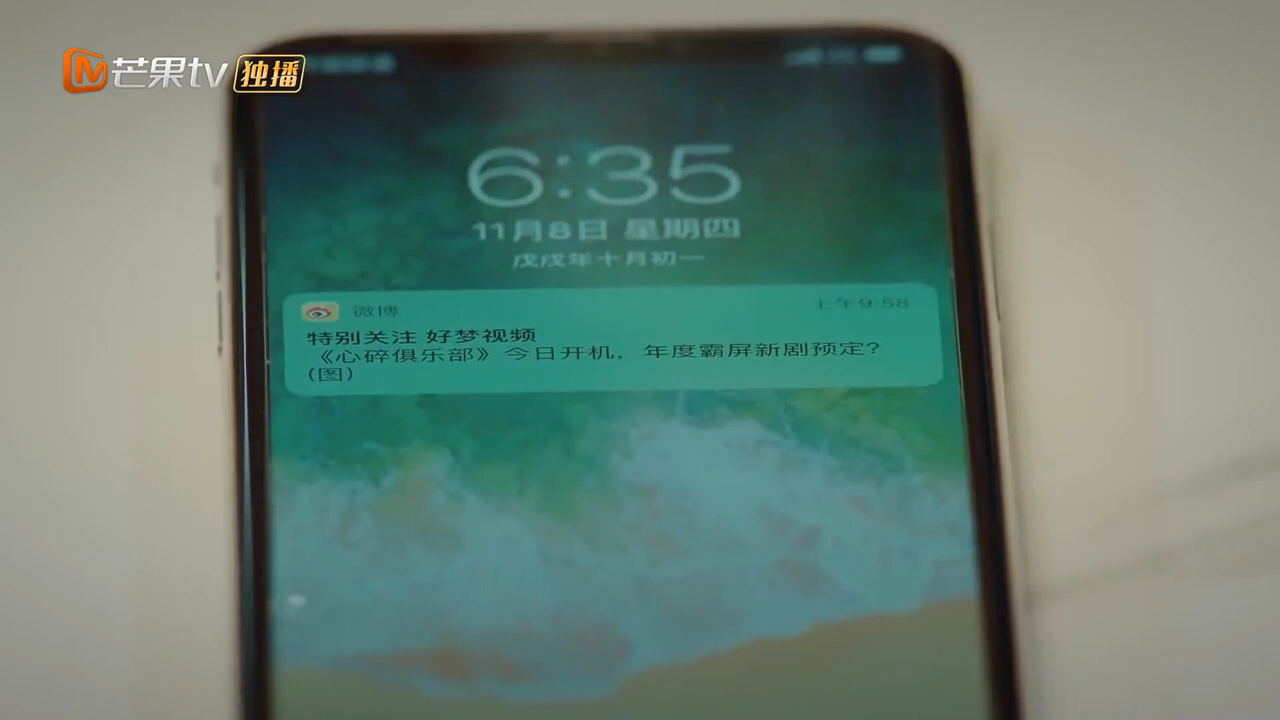 芒果tv 独播
6:35
11月8日 星期四
戊戌年十月初一
微博 上午9:58
特别关注 好梦视频
《心碎俱乐部》今日开机，年度霸屏新剧预定？
(图)